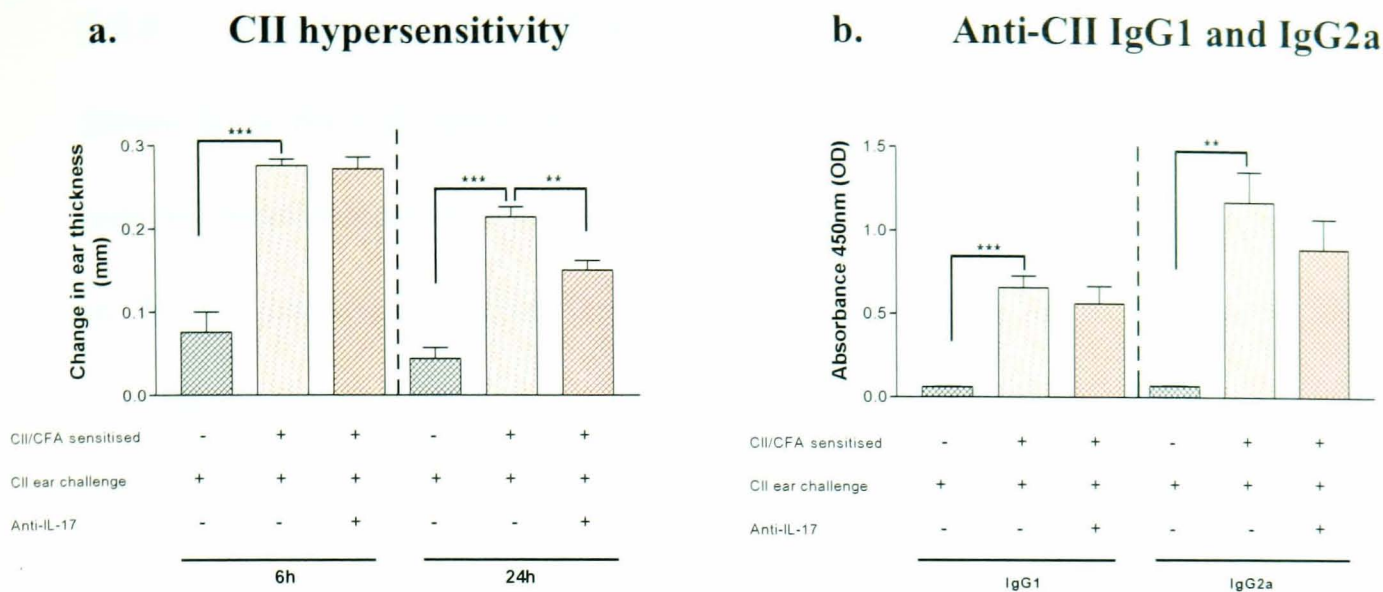 a. CII hypersensitivity
Change in ear thickness
(mm)
0.3
0.2
0.1
0.0
***
***
**
CII/CFA sensitised - + + - + +
CII ear challenge + + + + + +
Anti-IL-17 - - + - - +
6h 24h
b. Anti-CII IgG1 and IgG2a
Absorbance 450nm (OD)
1.5
1.0
0.5
0.0
***
**
CII/CFA sensitised - + + - + +
CII ear challenge + + + + + +
Anti-IL-17 - - + - - +
IgG1 IgG2a